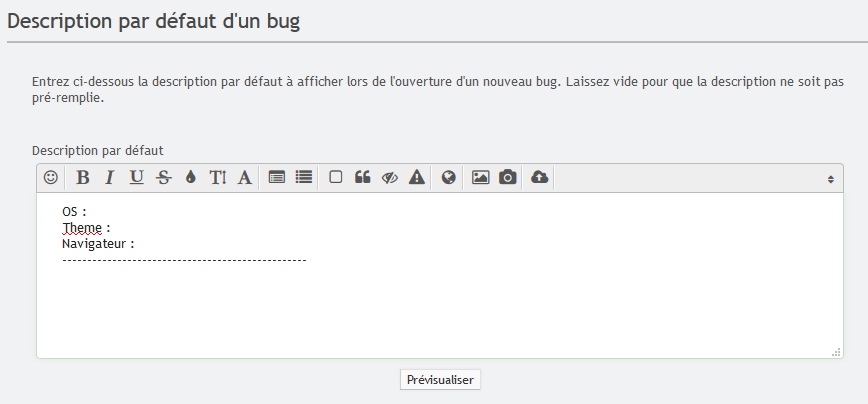 Description par défaut d'un bug
Entrez ci-dessous la description par défaut à afficher lors de l'ouverture d'un nouveau bug. Laissez vide pour que la description ne soit pas
pré-remplie.
Description par défaut
B I U S T A
OS :
Theme :
Navigateur :
-------------------------------------------------
Prévisualiser